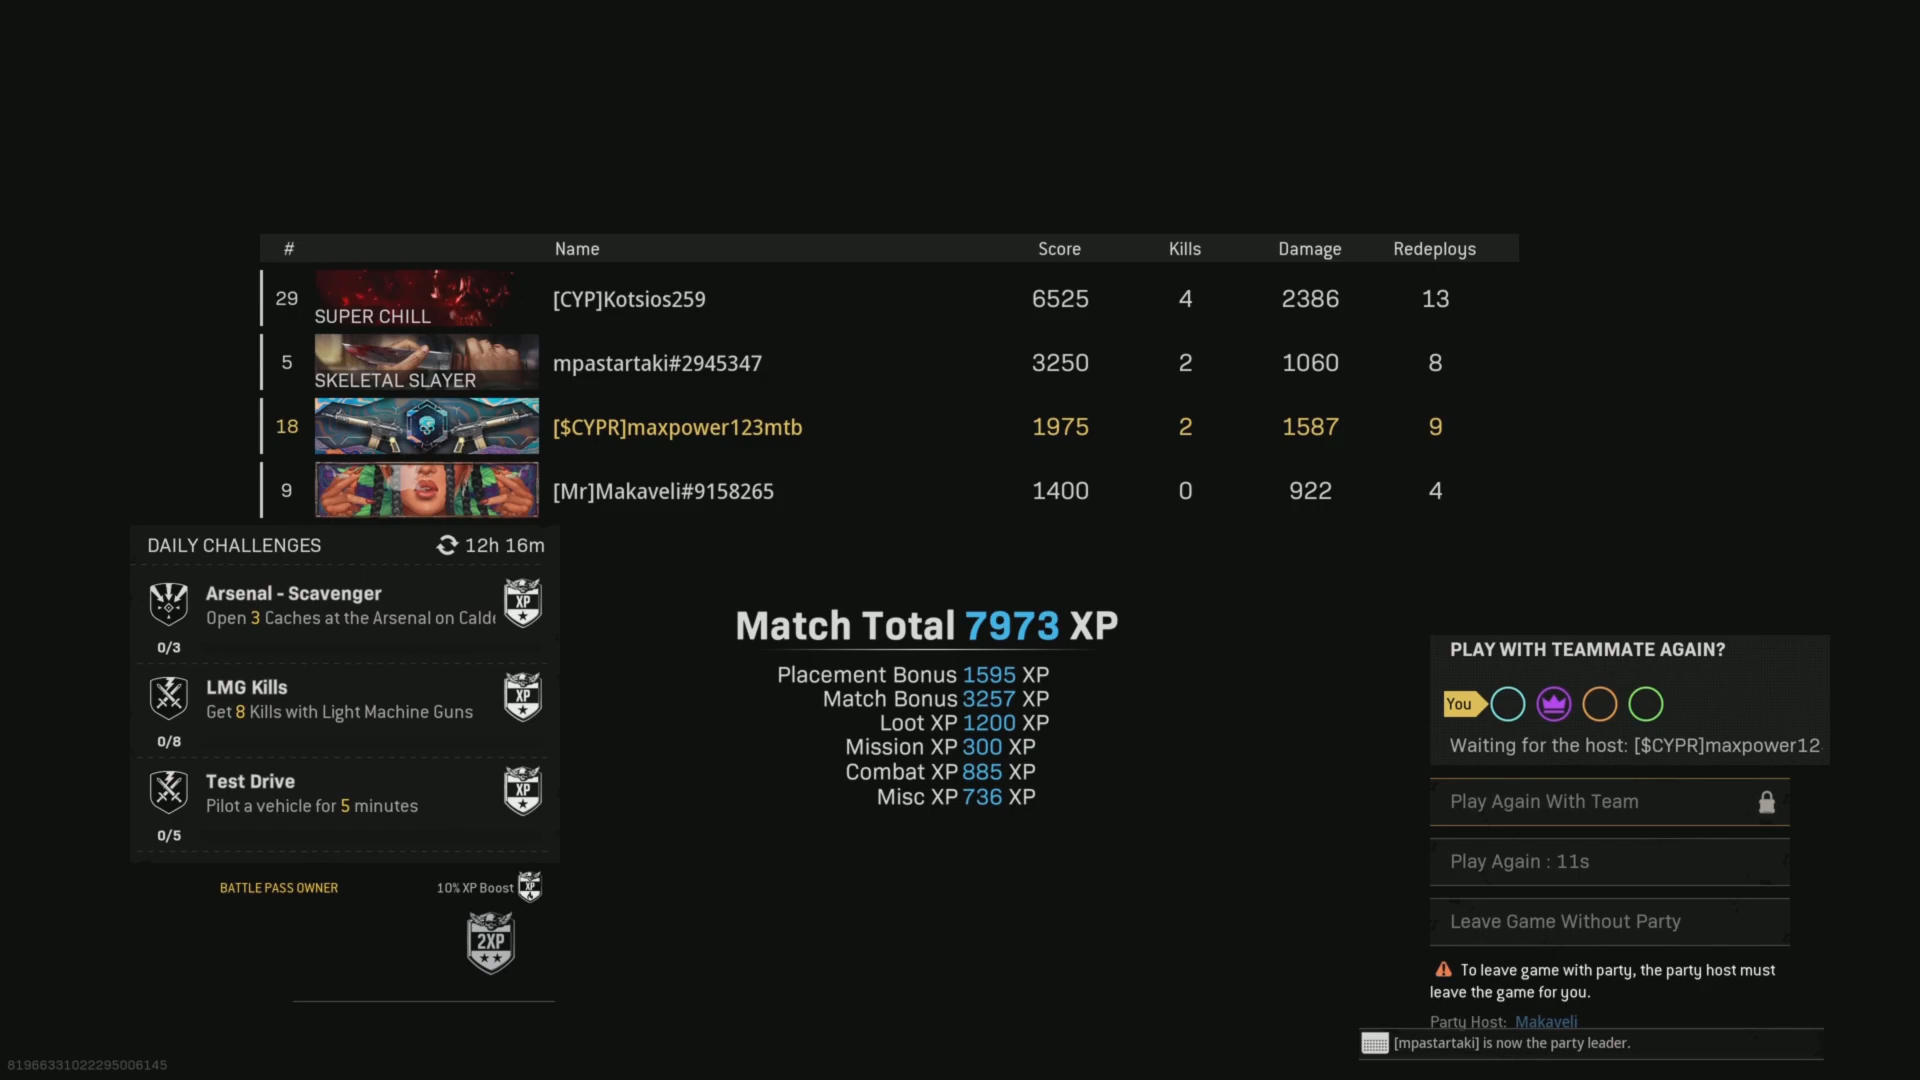 # Name Score Kills Damage Redeploys
29 SUPER CHILL [CYP]Kotsios259 6525 4 2386 13
5 SKELETAL SLAYER mpastartaki#2945347 3250 2 1060 8
18 [$CYPR]maxpower123mtb 1975 2 1587 9
9 [Mr]Makaveli#9158265 1400 0 922 4
DAILY CHALLENGES 12h 16m
Arsenal - Scavenger
Open 3 Caches at the Arsenal on Calde
XP
0/3
LMG Kills
Get 8 Kills with Light Machine Guns
XP
0/8
Test Drive
Pilot a vehicle for 5 minutes
XP
0/5
BATTLE PASS OWNER 10% XP Boost XP
2XP
Match Total 7973 XP
Placement Bonus 1595 XP
Match Bonus 3257 XP
Loot XP 1200 XP
Mission XP 300 XP
Combat XP 885 XP
Misc XP 736 XP
PLAY WITH TEAMMATE AGAIN?
You
Waiting for the host: [$CYPR]maxpower12
Play Again With Team
Play Again : 11s
Leave Game Without Party
To leave game with party, the party host must
leave the game for you.
Party Host: Makaveli
[mpastartaki] is now the party leader.
81966331022295006145